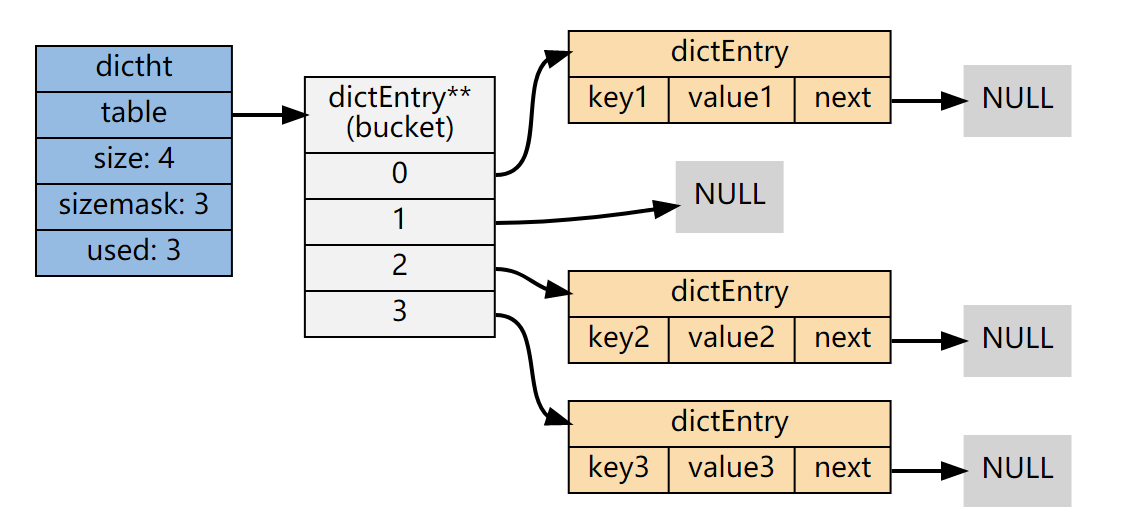 dictht
table
size: 4
sizemask: 3
used: 3
dictEntry**
(bucket)
0
1
2
3
dictEntry
key1 value1 next
NULL
NULL
dictEntry
key2 value2 next
NULL
dictEntry
key3 value3 next
NULL